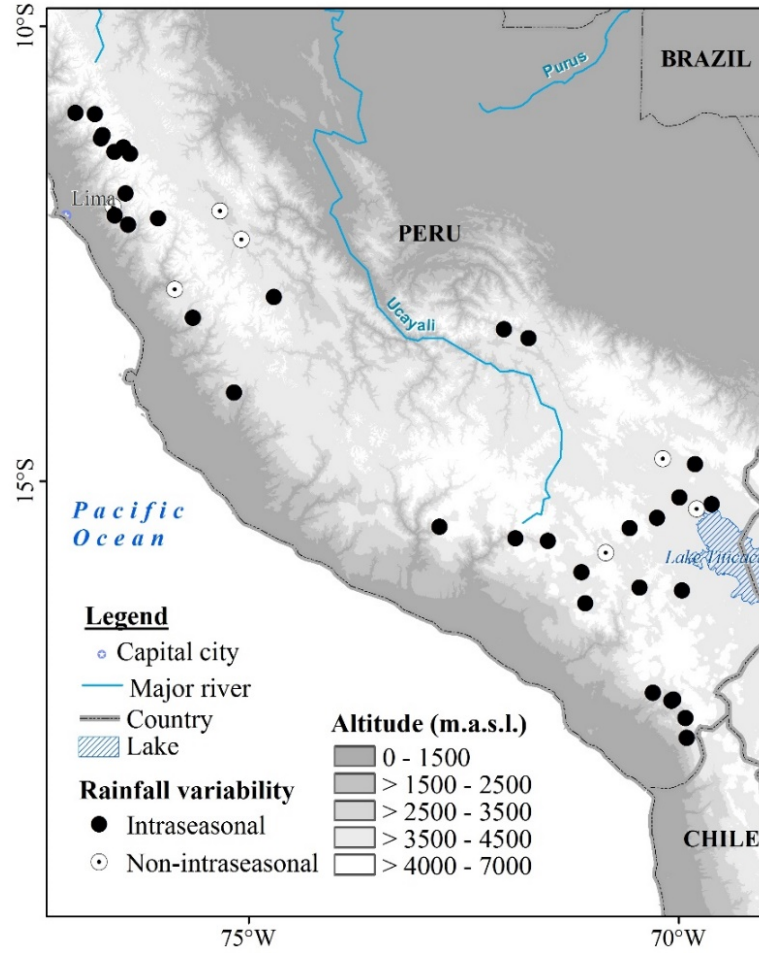 10°S
15°S
75°W
70°W
BRAZIL
Purus
Lima
PERU
Ucayali
Pacific
Ocean
Lake Titicaca
CHILE
Legend
Capital city
Major river
Country
Lake
Rainfall variability
Intraseasonal
Non-intraseasonal
Altitude (m.a.s.l.)
0 - 1500
> 1500 - 2500
> 2500 - 3500
> 3500 - 4500
> 4000 - 7000